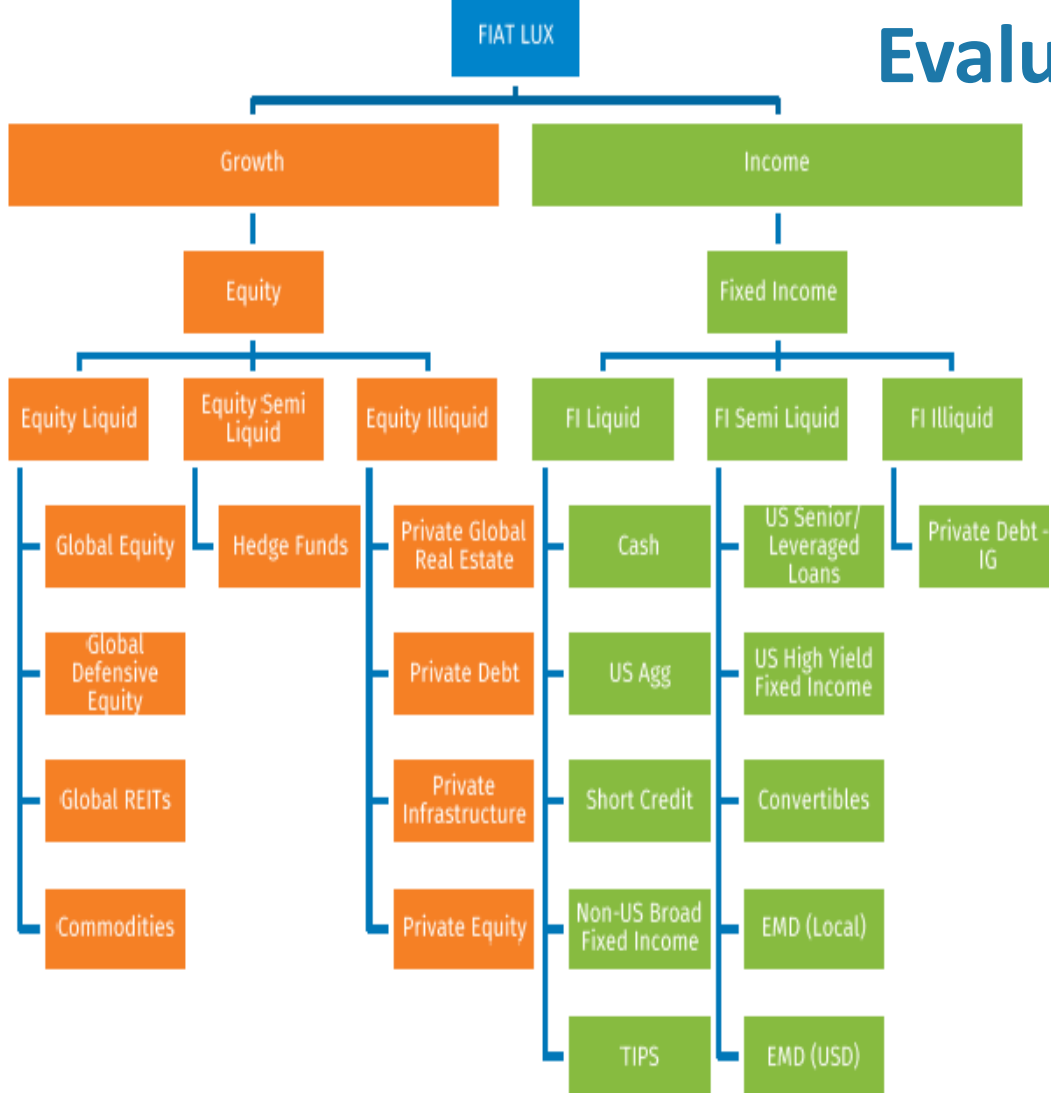 FIAT LUX
Evalu
Growth
Income
Equity
Fixed Income
Equity Liquid
Equity Semi
Liquid
Equity Illiquid
FI Liquid
FI Semi Liquid
FI Illiquid
Global Equity
Hedge Funds
Private Global
Real Estate
Cash
US Senior/
Leveraged
Loans
Private Debt -
IG
Global
Defensive
Equity
Private Debt
US Agg
US High Yield
Fixed Income
Global REITs
Private
Infrastructure
Short Credit
Convertibles
Commodities
Private Equity
Non-US Broad
Fixed Income
EMD (Local)
TIPS
EMD (USD)